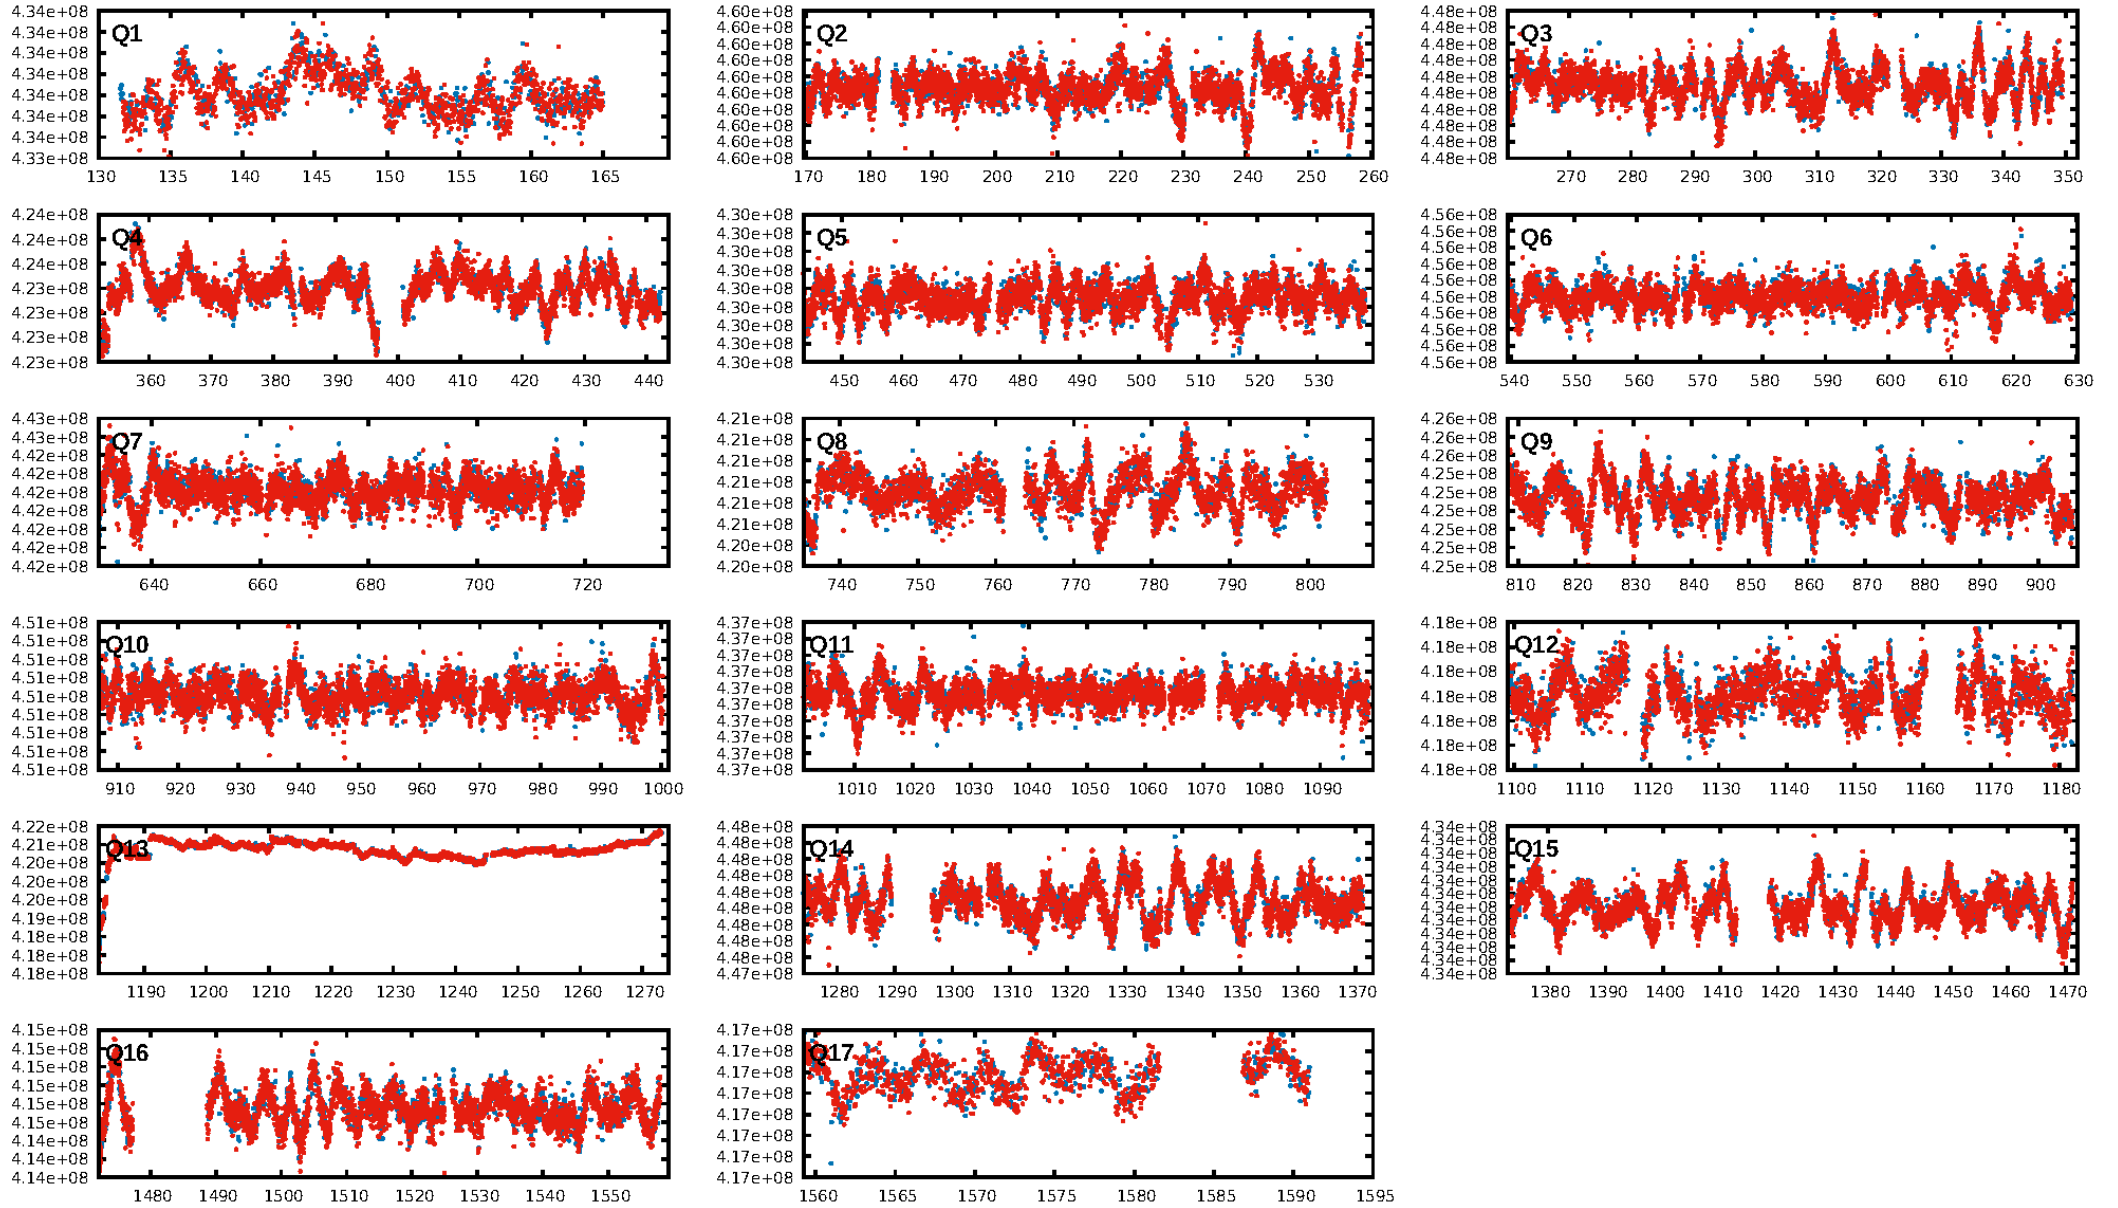 Q1
4.34e+08
4.34e+08
4.34e+08
4.34e+08
4.34e+08
4.34e+08
4.34e+08
4.33e+08
130 135 140 145 150 155 160 165
Q2
4.60e+08
4.60e+08
4.60e+08
4.60e+08
4.60e+08
4.60e+08
4.60e+08
4.60e+08
4.60e+08
4.60e+08
170 180 190 200 210 220 230 240 250 260
Q3
4.48e+08
4.48e+08
4.48e+08
4.48e+08
4.48e+08
4.48e+08
4.48e+08
4.48e+08
4.48e+08
4.48e+08
270 280 290 300 310 320 330 340 350
Q4
4.24e+08
4.24e+08
4.24e+08
4.23e+08
4.23e+08
4.23e+08
4.23e+08
360 370 380 390 400 410 420 430 440
Q5
4.30e+08
4.30e+08
4.30e+08
4.30e+08
4.30e+08
4.30e+08
4.30e+08
4.30e+08
4.30e+08
450 460 470 480 490 500 510 520 530
Q6
4.56e+08
4.56e+08
4.56e+08
4.56e+08
4.56e+08
4.56e+08
4.56e+08
4.56e+08
4.56e+08
4.56e+08
540 550 560 570 580 590 600 610 620 630
Q7
4.43e+08
4.43e+08
4.42e+08
4.42e+08
4.42e+08
4.42e+08
4.42e+08
4.42e+08
4.42e+08
640 660 680 700 720
Q8
4.21e+08
4.21e+08
4.21e+08
4.21e+08
4.21e+08
4.21e+08
4.20e+08
4.20e+08
740 750 760 770 780 790 800
Q9
4.26e+08
4.26e+08
4.26e+08
4.26e+08
4.25e+08
4.25e+08
4.25e+08
4.25e+08
4.25e+08
810 820 830 840 850 860 870 880 890 900
Q10
4.51e+08
4.51e+08
4.51e+08
4.51e+08
4.51e+08
4.51e+08
4.51e+08
4.51e+08
4.51e+08
910 920 930 940 950 960 970 980 990 1000
Q11
4.37e+08
4.37e+08
4.37e+08
4.37e+08
4.37e+08
4.37e+08
4.37e+08
4.37e+08
4.37e+08
4.37e+08
1010 1020 1030 1040 1050 1060 1070 1080 1090
Q12
4.18e+08
4.18e+08
4.18e+08
4.18e+08
4.18e+08
4.18e+08
4.18e+08
1100 1110 1120 1130 1140 1150 1160 1170 1180
Q13
4.22e+08
4.21e+08
4.20e+08
4.20e+08
4.20e+08
4.19e+08
4.18e+08
4.18e+08
4.18e+08
1190 1200 1210 1220 1230 1240 1250 1260 1270
Q14
4.48e+08
4.48e+08
4.48e+08
4.48e+08
4.48e+08
4.48e+08
4.48e+08
4.48e+08
4.48e+08
4.47e+08
1280 1290 1300 1310 1320 1330 1340 1350 1360 1370
Q15
4.34e+08
4.34e+08
4.34e+08
4.34e+08
4.34e+08
4.34e+08
4.34e+08
4.34e+08
4.34e+08
4.34e+08
4.34e+08
4.34e+08
1380 1390 1400 1410 1420 1430 1440 1450 1460 1470
Q16
4.15e+08
4.15e+08
4.15e+08
4.15e+08
4.15e+08
4.15e+08
4.14e+08
4.14e+08
4.14e+08
1480 1490 1500 1510 1520 1530 1540 1550
Q17
4.17e+08
4.17e+08
4.17e+08
4.17e+08
4.17e+08
4.17e+08
4.17e+08
4.17e+08
1560 1565 1570 1575 1580 1585 1590 1595